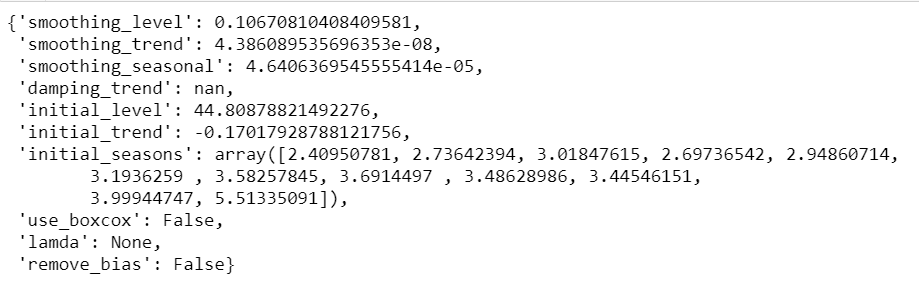 {'smoothing_level': 0.10670810408409581,
'smoothing_trend': 4.386089535696353e-08,
'smoothing_seasonal': 4.6406369545555414e-05,
'damping_trend': nan,
'initial_level': 44.80878821492276,
'initial_trend': -0.17017928788121756,
'initial_seasons': array([2.40950781, 2.73642394, 3.01847615, 2.69736542, 2.94860714,
3.1936259 , 3.58257845, 3.6914497 , 3.48628986, 3.44546151,
3.99944747, 5.51335091]),
'use_boxcox': False,
'lamda': None,
'remove_bias': False}